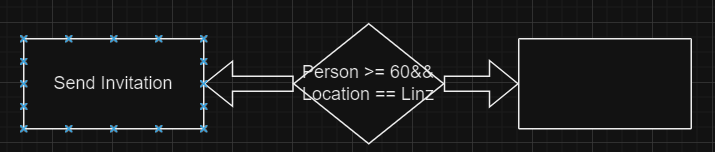 Send Invitation
Person >= 60&&
Location == Linz